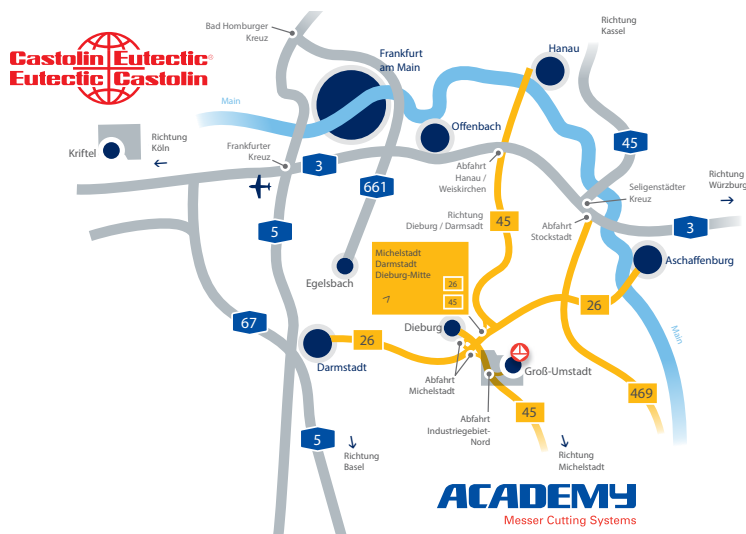 Castolin Eutectic®
Eutectic Castolin
Bad Homburger
Kreuz
Frankfurt
am Main
Hanau
Richtung
Kassel
Main
Offenbach
45
Kriftel
Richtung
Köln
←
Frankfurter
Kreuz
3
661
Abfahrt
Hanau /
Weiskirchen
Seligenstädter
Kreuz
Richtung
Würzburg
→
5
Richtung
Dieburg / Darmsadt
45
Abfahrt
Stockstadt
3
Michelstadt
Darmstadt
Dieburg-Mitte
26
45
Egelsbach
Aschaffenburg
26
67
Dieburg
26
Darmstadt
Main
Groß-Umstadt
Abfahrt
Michelstadt
469
45
Abfahrt
Industriegebiet-
Nord
5
↓
Richtung
Basel
↓
Richtung
Michelstadt
ACADEMY
Messer Cutting Systems